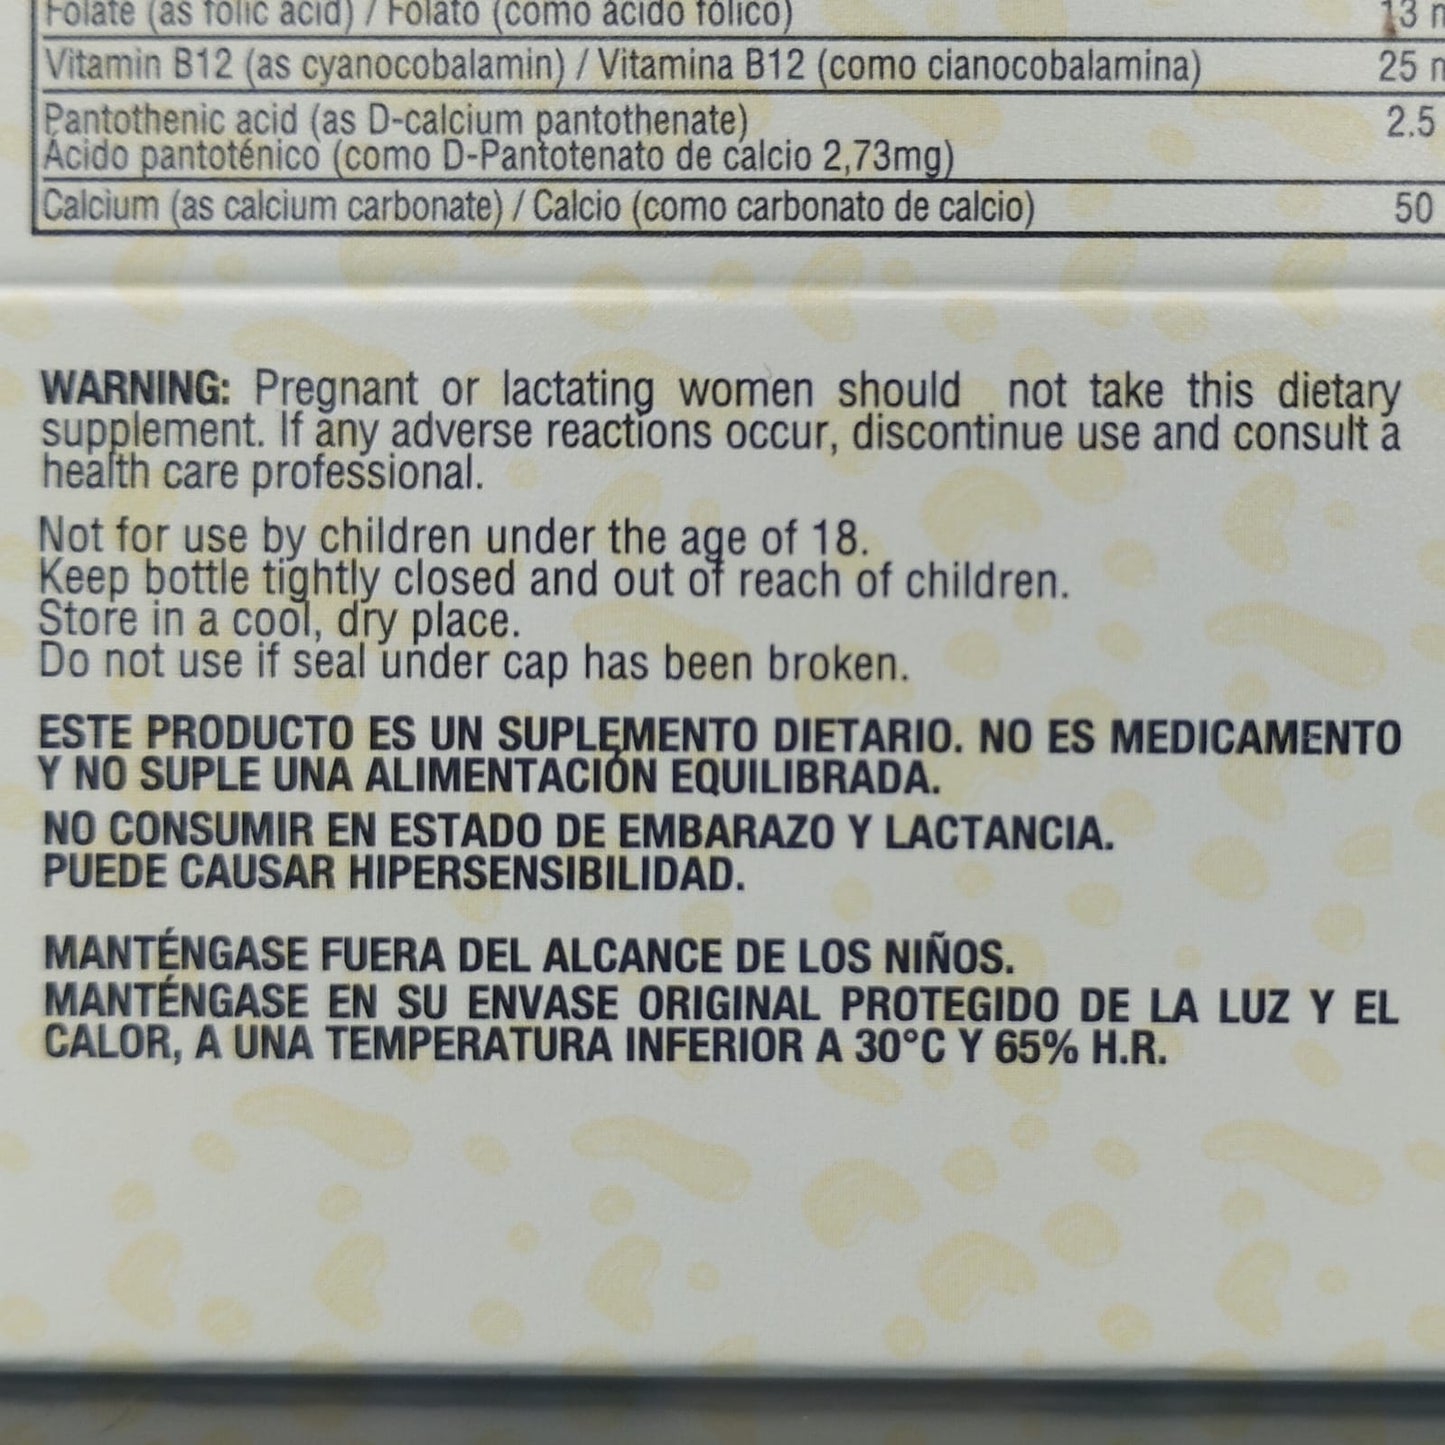 Folate (as folic acid) / Folato (como ácido fólico) 13
Vitamin B12 (as cyanocobalamin) / Vitamina B12 (como cianocobalamina) 25
Pantothenic acid (as D-calcium pantothenate) 2.5
Ácido pantoténico (como D-Pantotenato de calcio 2,73mg)
Calcium (as calcium carbonate) / Calcio (como carbonato de calcio) 50
WARNING: Pregnant or lactating women should not take this dietary
supplement. If any adverse reactions occur, discontinue use and consult a
health care professional.
Not for use by children under the age of 18.
Keep bottle tightly closed and out of reach of children.
Store in a cool, dry place.
Do not use if seal under cap has been broken.
ESTE PRODUCTO ES UN SUPLEMENTO DIETARIO. NO ES MEDICAMENTO
Y NO SUPLE UNA ALIMENTACIÓN EQUILIBRADA.
NO CONSUMIR EN ESTADO DE EMBARAZO Y LACTANCIA.
PUEDE CAUSAR HIPERSENSIBILIDAD.
MANTÉNGASE FUERA DEL ALCANCE DE LOS NIÑOS.
MANTÉNGASE EN SU ENVASE ORIGINAL PROTEGIDO DE LA LUZ Y EL
CALOR, A UNA TEMPERATURA INFERIOR A 30°C Y 65% H.R.